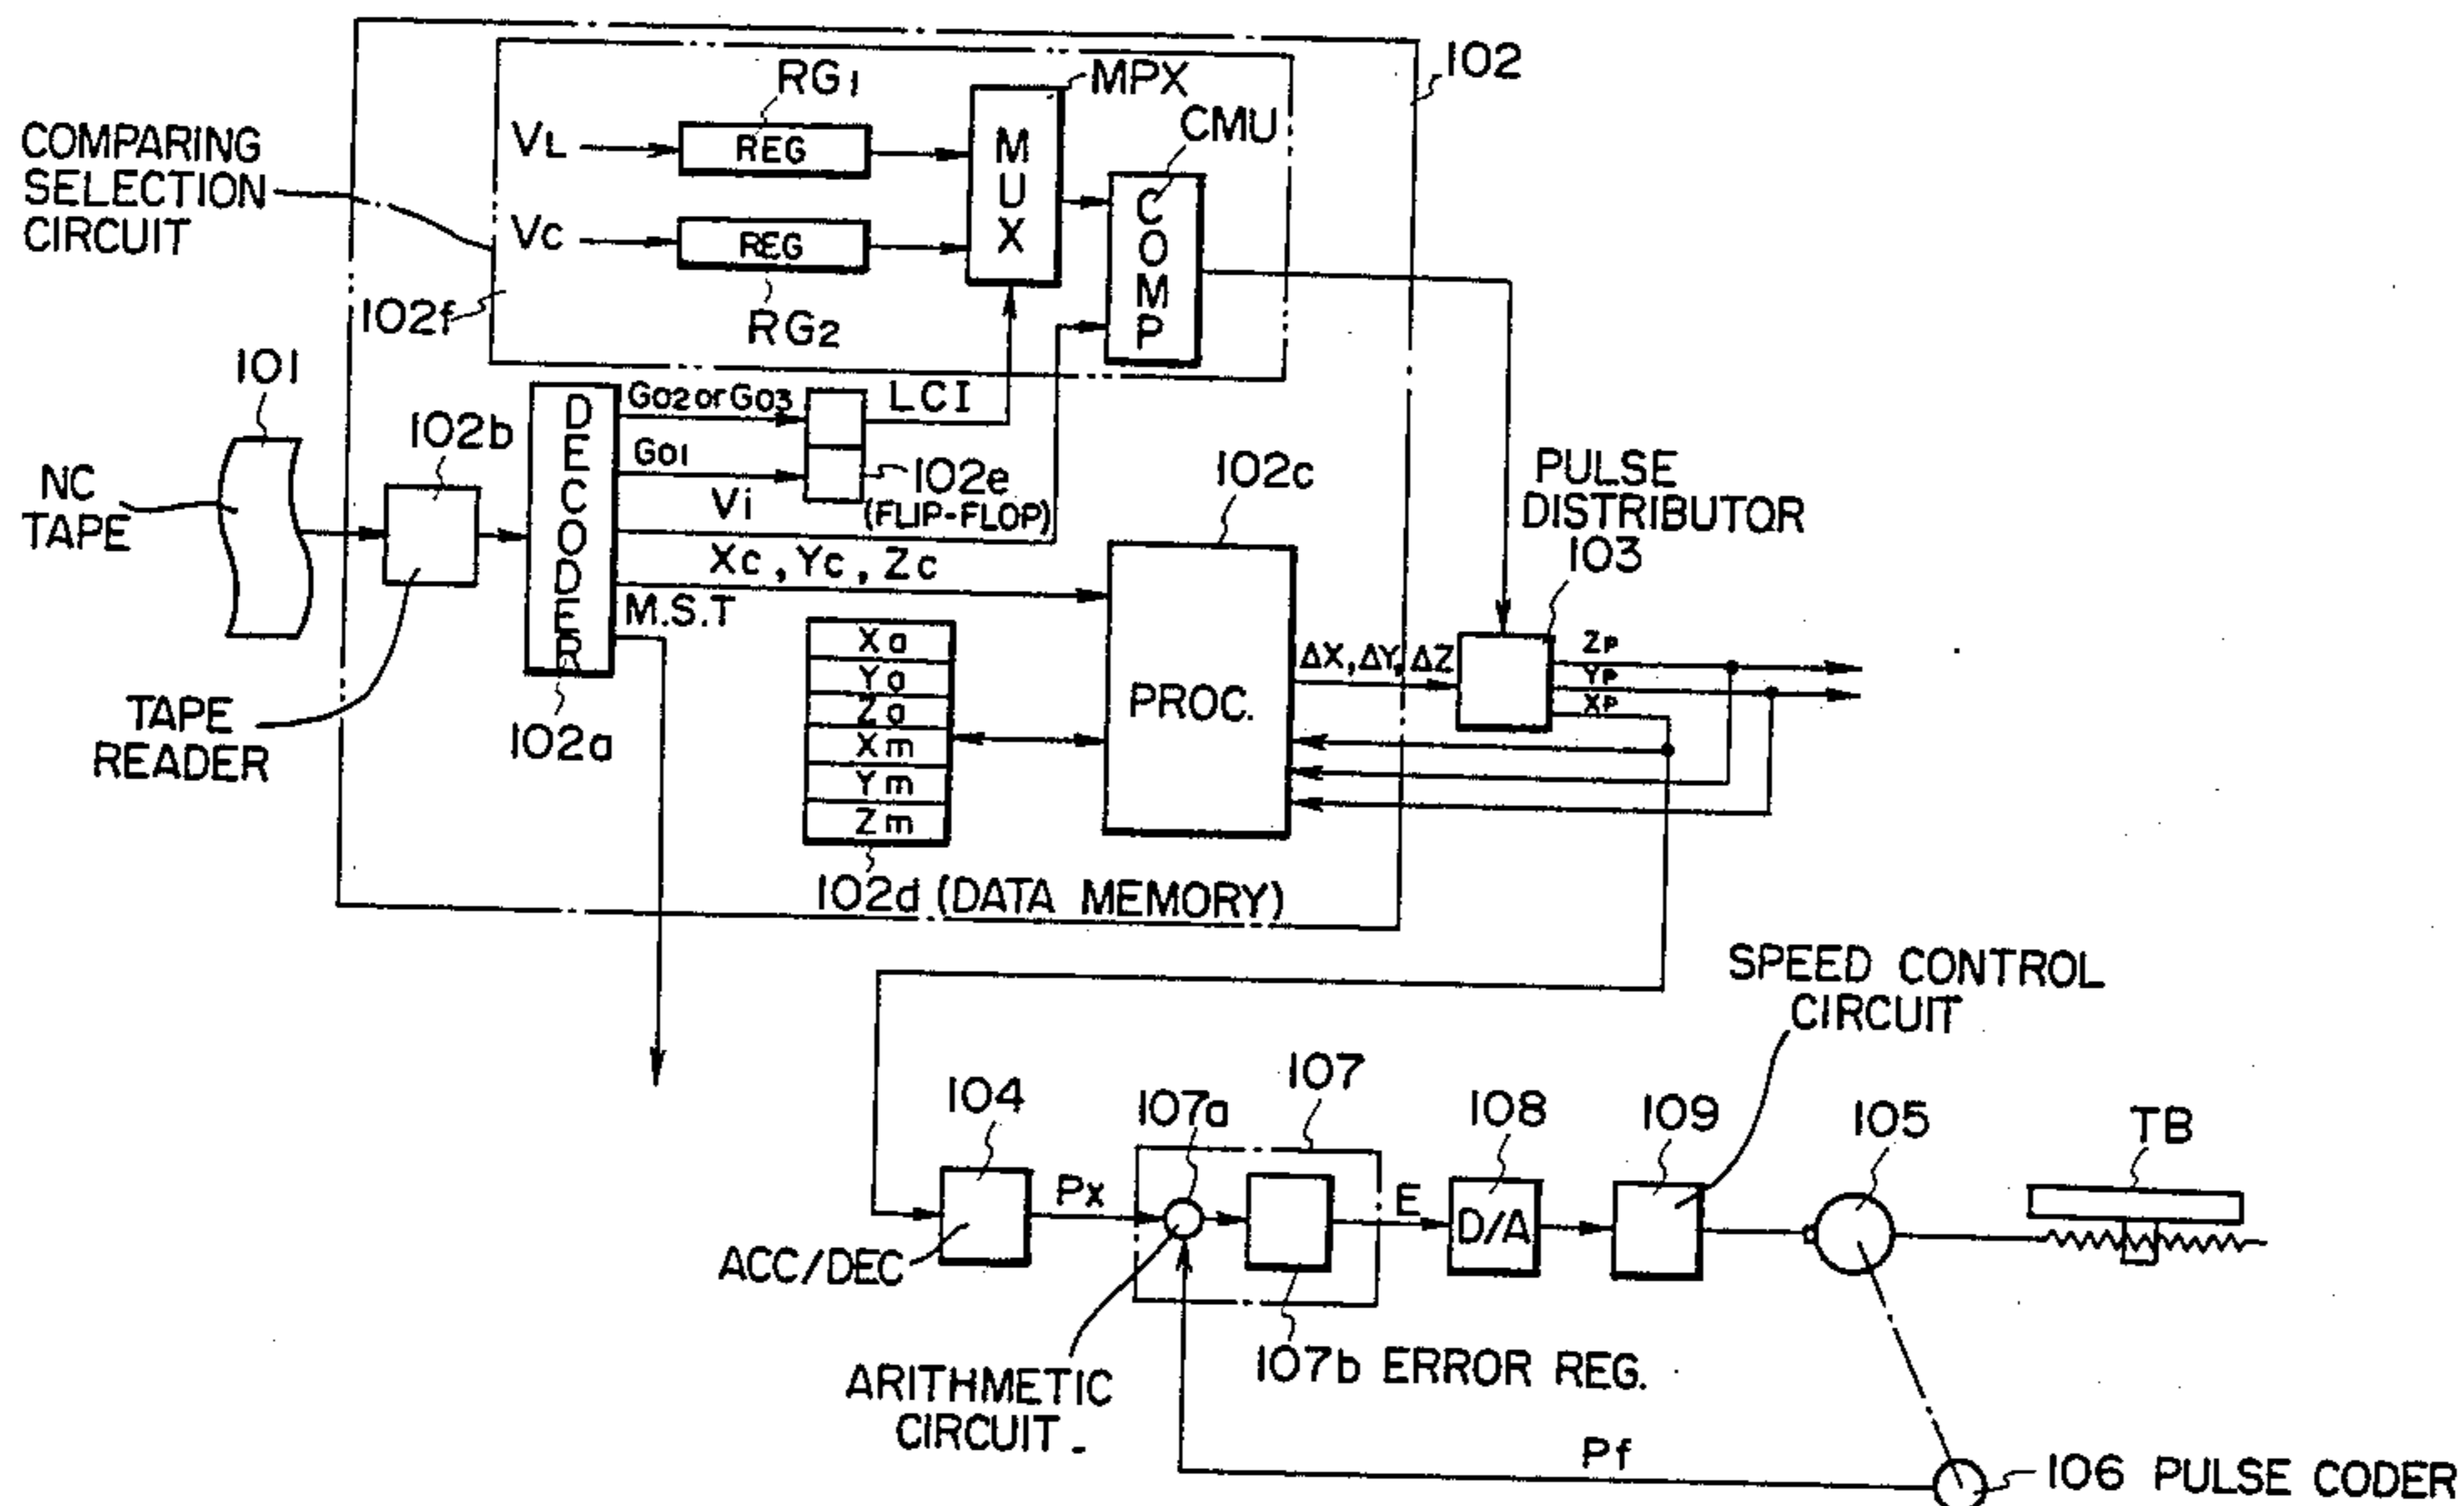 102
RG1
MPX
CMU
COMPARING
SELECTION
CIRCUIT
VL
REG
MUX
COMP
Vc
REG
102f
RG2
101
102b
DECODER
G02 or G03
LCI
G01
102e
(FLIP-FLOP)
NC
TAPE
Vi
102c
PULSE
DISTRIBUTOR
103
Xc, Yc, Zc
M.S.T
Xa
Ya
Za
Xm
Ym
Zm
PROC.
ΔX, ΔY, ΔZ
ZP
YP
XP
TAPE
READER
102a
102d (DATA MEMORY)
SPEED CONTROL
CIRCUIT
104
107a
107
108
109
105
TB
Px
E
D/A
ACC/DEC
107b ERROR REG.
ARITHMETIC
CIRCUIT
Pf
106 PULSE CODER